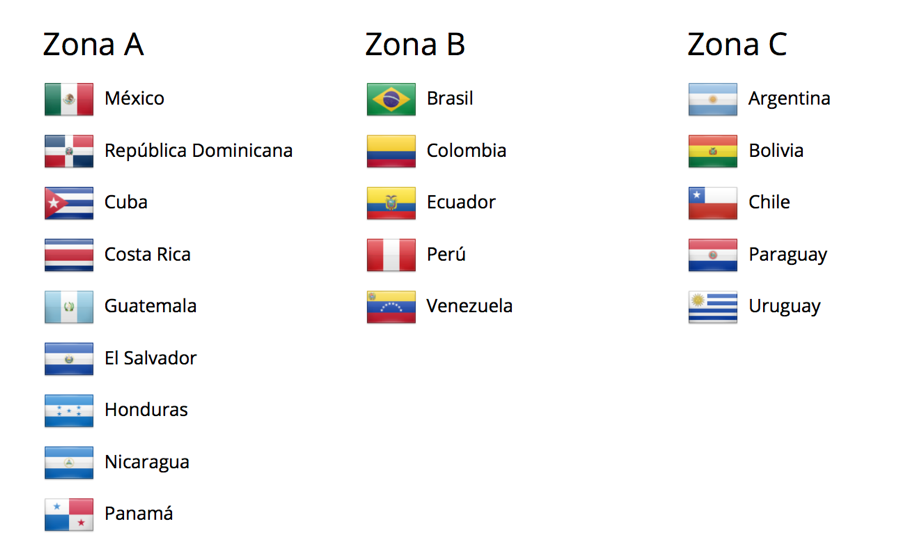 Zona A
México
República Dominicana
Cuba
Costa Rica
Guatemala
El Salvador
Honduras
Nicaragua
Panamá
Zona B
Brasil
Colombia
Ecuador
Perú
Venezuela
Zona C
Argentina
Bolivia
Chile
Paraguay
Uruguay